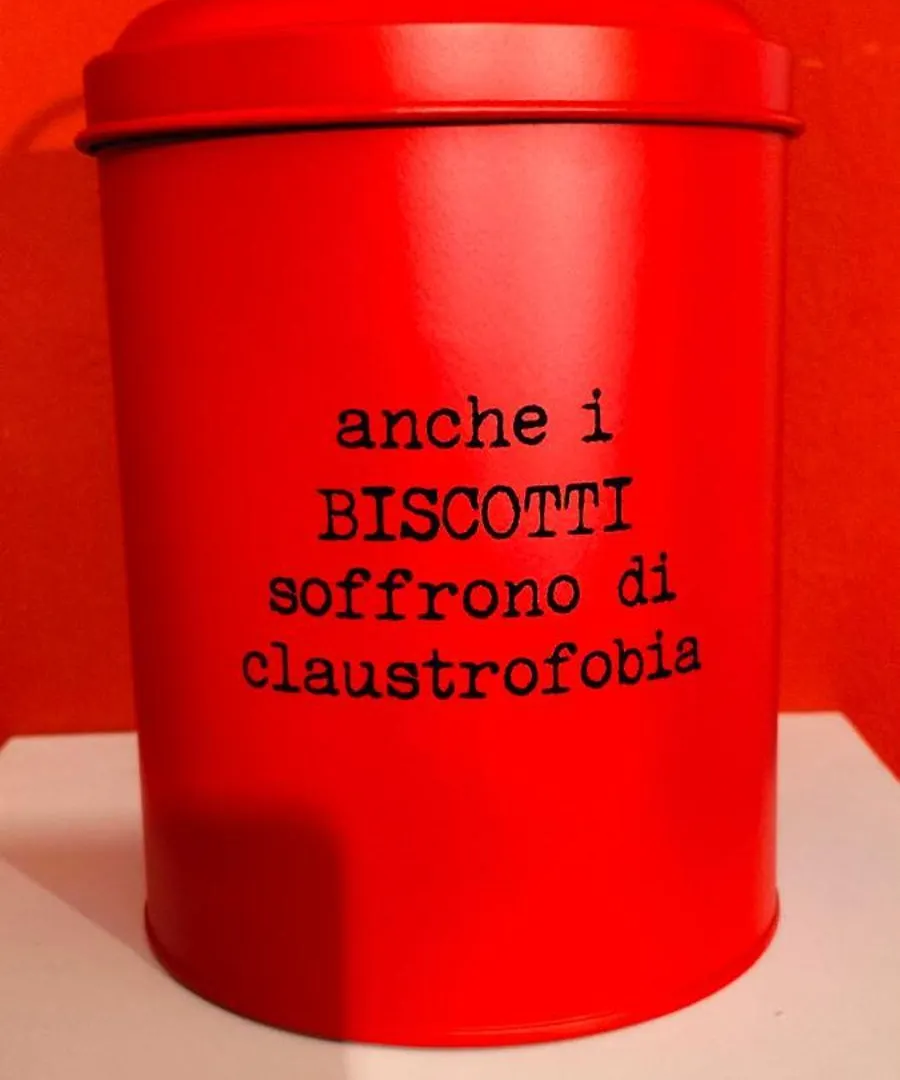 anche i
BISCOTTI
soffrono di
claustrofobia